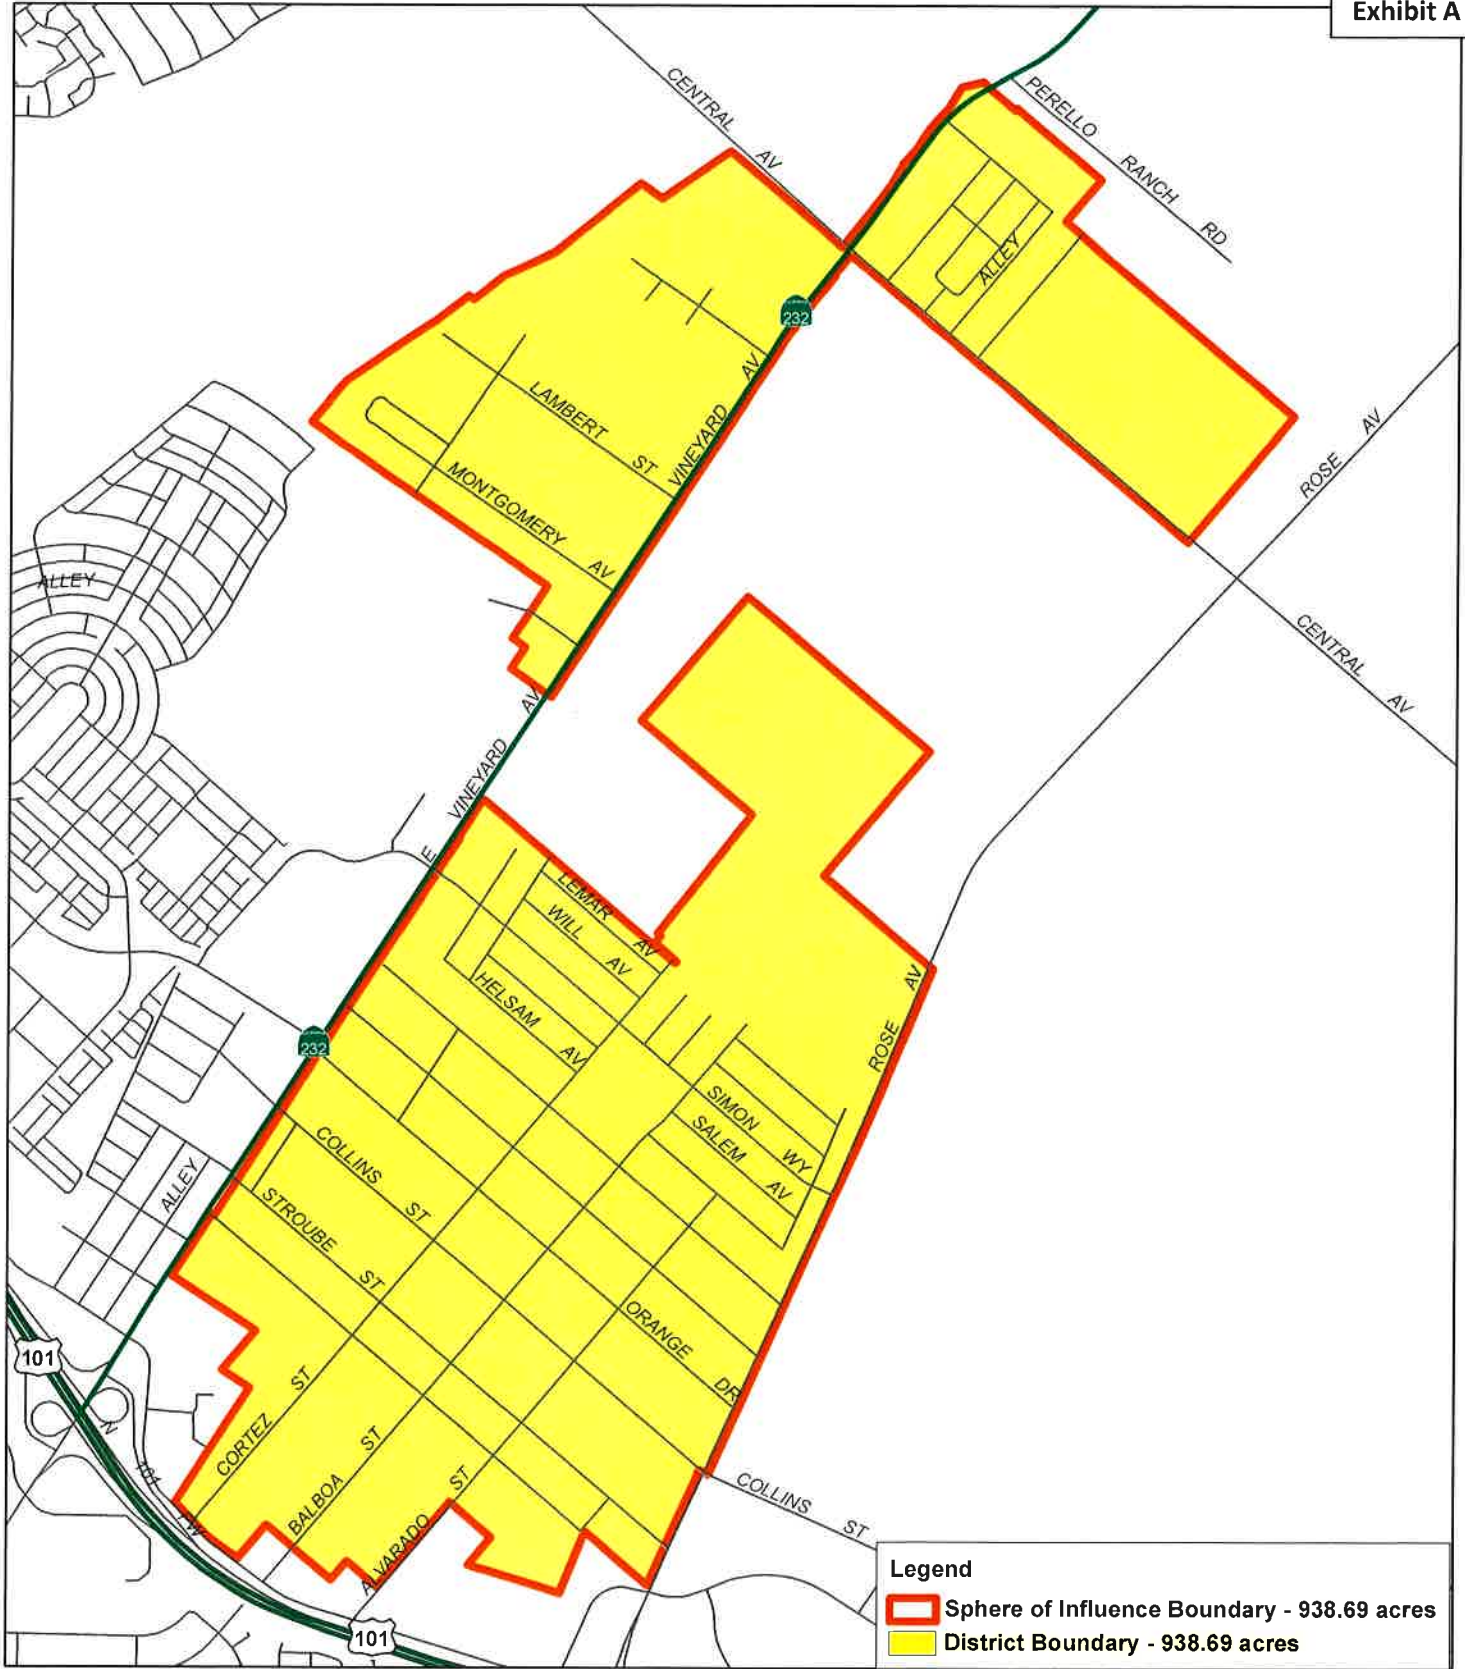 Exhibit A
CENTRAL AV
PERELLO RANCH RD
ALLEY
232
VINEYARD AV
LAMBERT ST
MONTGOMERY AV
ROSE AV
CENTRAL AV
ALLEY
E VINEYARD AV
LEMAR AV
WILL AV
HELSAM AV
ROSE AV
232
SIMON WY
SALEM AV
COLLINS ST
ALLEY
STROUBE ST
ORANGE DR
101
CORTEZ ST
BALBOA ST
ALVARADO ST
N 101 FW
COLLINS ST
101
Legend
Sphere of Influence Boundary - 938.69 acres
District Boundary - 938.69 acres